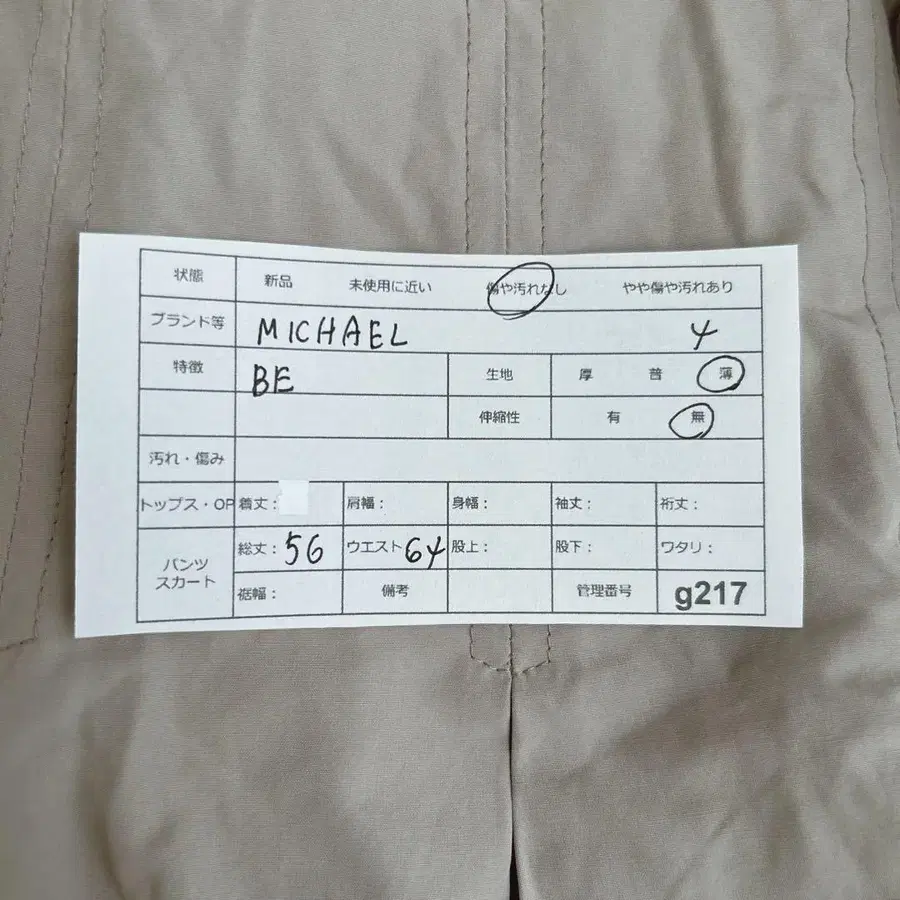 状態 新品 未使用に近い 傷や汚れなし やや傷や汚れあり
ブランド等 MICHAEL 4
特徴 BE 生地 厚 普 薄
伸縮性 有 無
汚れ・傷み
トップス・OP 着丈: 肩幅: 身幅: 袖丈: 裄丈:
パンツ スカート 総丈:56 ウエスト64 股上: 股下: ワタリ:
裾幅: 備考 管理番号 g217